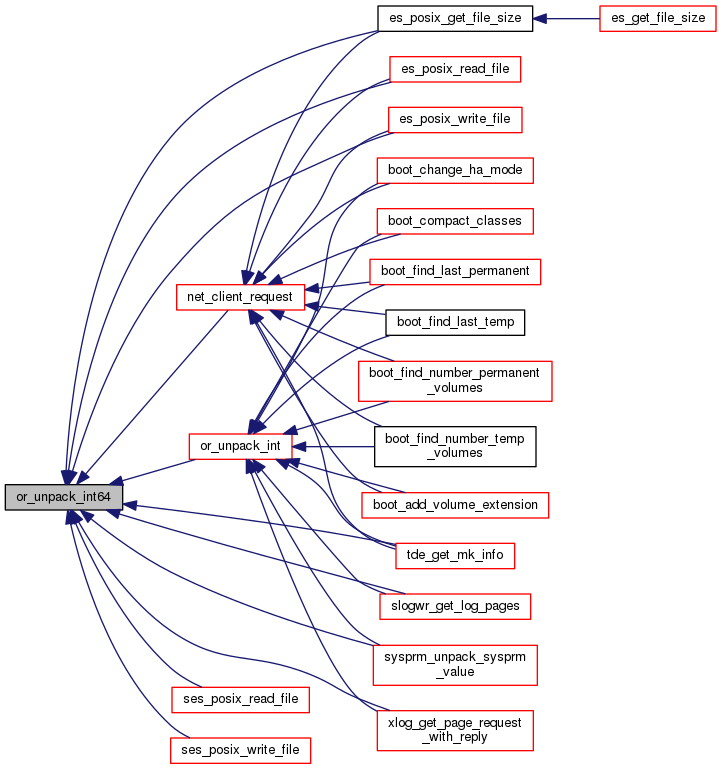 es_posix_get_file_size
es_get_file_size
es_posix_read_file
es_posix_write_file
boot_change_ha_mode
boot_compact_classes
boot_find_last_permanent
net_client_request
boot_find_last_temp
boot_find_number_permanent
_volumes
or_unpack_int
boot_find_number_temp
_volumes
or_unpack_int64
boot_add_volume_extension
tde_get_mk_info
slogwr_get_log_pages
sysprm_unpack_sysprm
_value
ses_posix_read_file
xlog_get_page_request
_with_reply
ses_posix_write_file